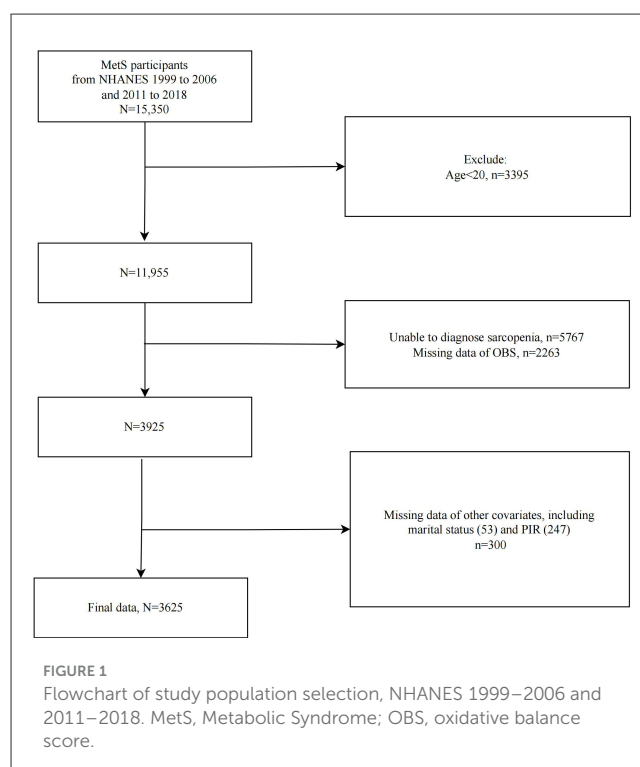 MetS participants
from NHANES 1999 to 2006
and 2011 to 2018
N=15,350
Exclude:
Age<20, n=3395
N=11,955
Unable to diagnose sarcopenia, n=5767
Missing data of OBS, n=2263
N=3925
Missing data of other covariates, including
marital status (53) and PIR (247)
n=300
Final data, N=3625
FIGURE 1
Flowchart of study population selection, NHANES 1999–2006 and
2011–2018. MetS, Metabolic Syndrome; OBS, oxidative balance
score.